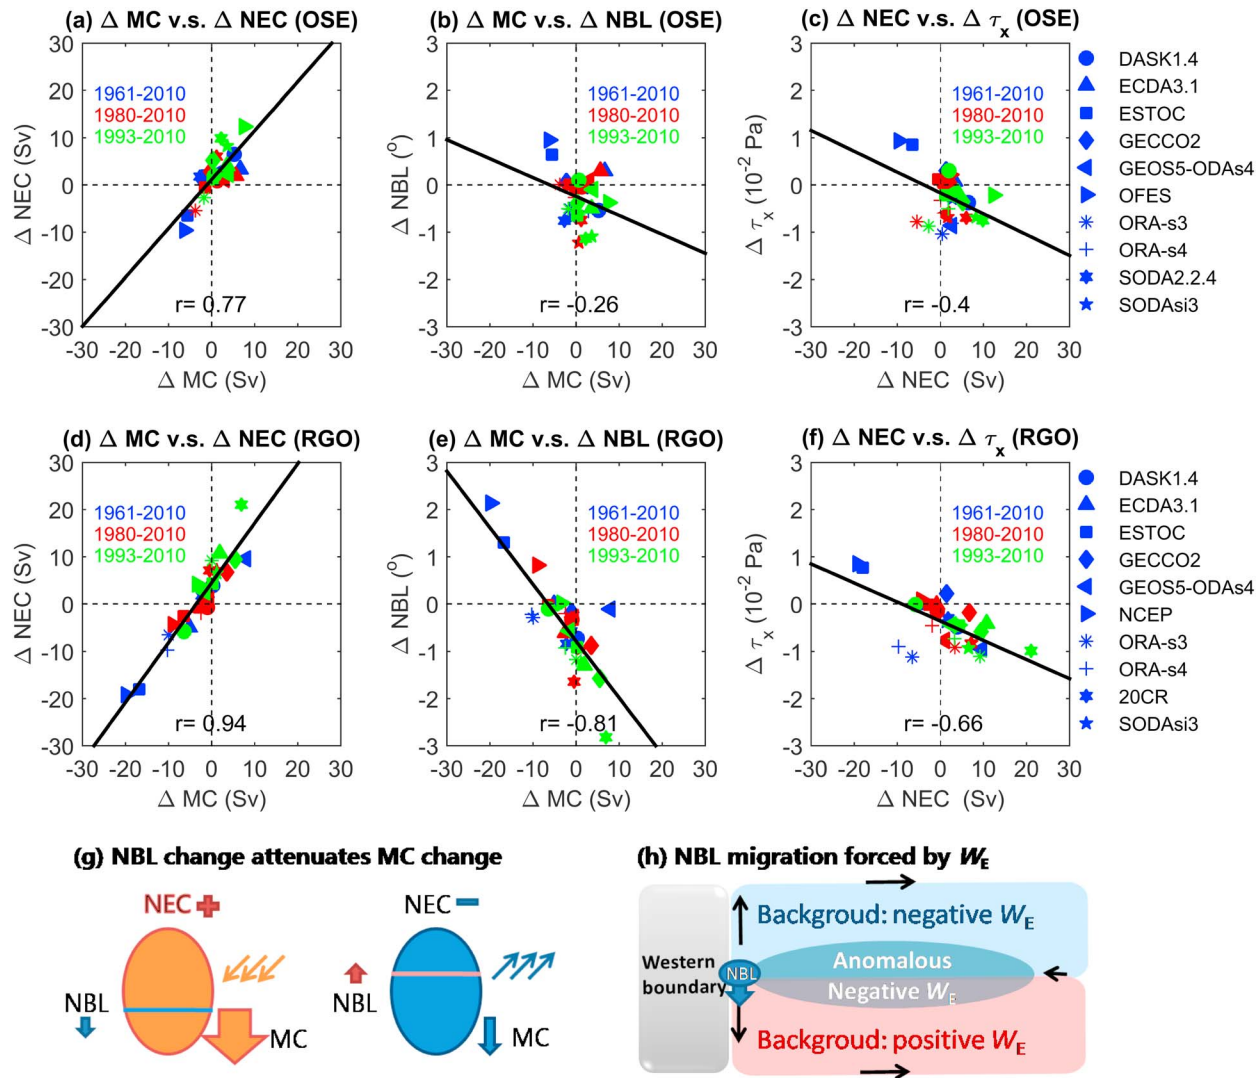 (a) Δ MC v.s. Δ NEC (OSE)
30
20
10
0
-10
-20
-30
Δ NEC (Sv)
1961-2010
1980-2010
1993-2010
r= 0.77
-30 -20 -10 0 10 20 30
Δ MC (Sv)
(b) Δ MC v.s. Δ NBL (OSE)
3
2
1
0
-1
-2
-3
Δ NBL (°)
1961-2010
1980-2010
1993-2010
r= -0.26
-30 -20 -10 0 10 20 30
Δ MC (Sv)
(c) Δ NEC v.s. Δ τx (OSE)
3
2
1
0
-1
-2
-3
Δ τx (10-2 Pa)
1961-2010
1980-2010
1993-2010
r= -0.4
-30 -20 -10 0 10 20 30
Δ NEC (Sv)
DASK1.4
ECDA3.1
ESTOC
GECCO2
GEOS5-ODAs4
OFES
ORA-s3
ORA-s4
SODA2.2.4
SODAsi3
(d) Δ MC v.s. Δ NEC (RGO)
30
20
10
0
-10
-20
-30
Δ NEC (Sv)
1961-2010
1980-2010
1993-2010
r= 0.94
-30 -20 -10 0 10 20 30
Δ MC (Sv)
(e) Δ MC v.s. Δ NBL (RGO)
3
2
1
0
-1
-2
-3
Δ NBL (°)
1961-2010
1980-2010
1993-2010
r= -0.81
-30 -20 -10 0 10 20 30
Δ MC (Sv)
(f) Δ NEC v.s. Δ τx (RGO)
3
2
1
0
-1
-2
-3
Δ τx (10-2 Pa)
1961-2010
1980-2010
1993-2010
r= -0.66
-30 -20 -10 0 10 20 30
Δ NEC (Sv)
DASK1.4
ECDA3.1
ESTOC
GECCO2
GEOS5-ODAs4
NCEP
ORA-s3
ORA-s4
20CR
SODAsi3
(g) NBL change attenuates MC change
NEC +
NBL
MC
NEC −
NBL
MC
(h) NBL migration forced by WE
Backgroud: negative WE
Western
boundary
NBL
Anomalous
Negative WE
Backgroud: positive WE